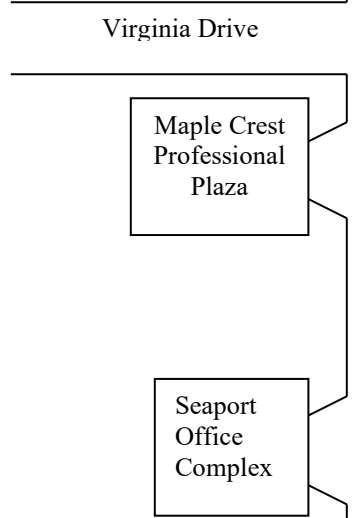 Virginia Drive
Maple Crest
Professional
Plaza
Seaport
Office
Complex